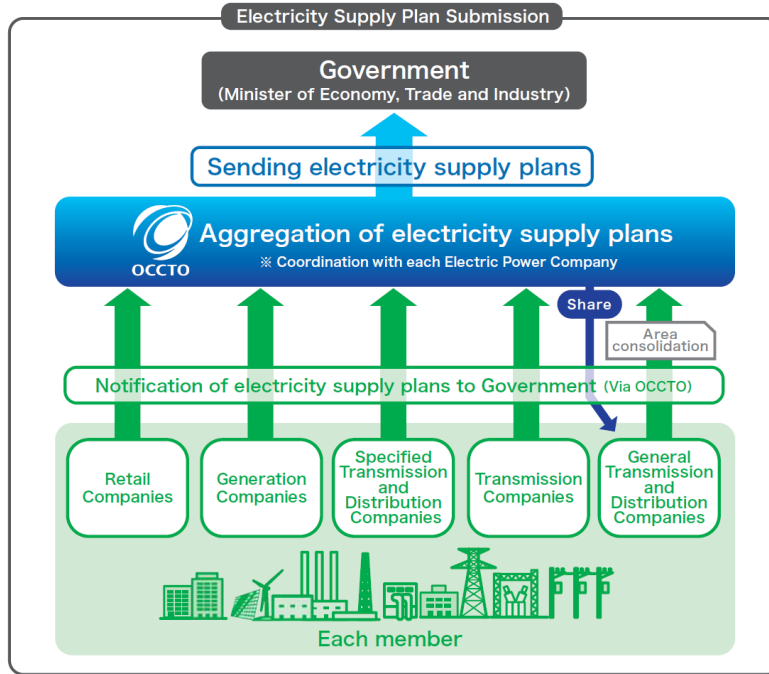 Electricity Supply Plan Submission
Government
(Minister of Economy, Trade and Industry)
Sending electricity supply plans
OCCTO
Aggregation of electricity supply plans
※ Coordination with each Electric Power Company
Share
Area
consolidation
Notification of electricity supply plans to Government (Via OCCTO)
Retail
Companies
Generation
Companies
Specified
Transmission
and
Distribution
Companies
Transmission
Companies
General
Transmission
and
Distribution
Companies
Each member